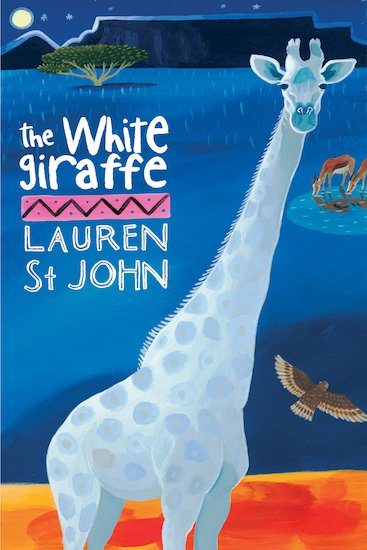 the White
giraffe
LAUREN
St JOHN